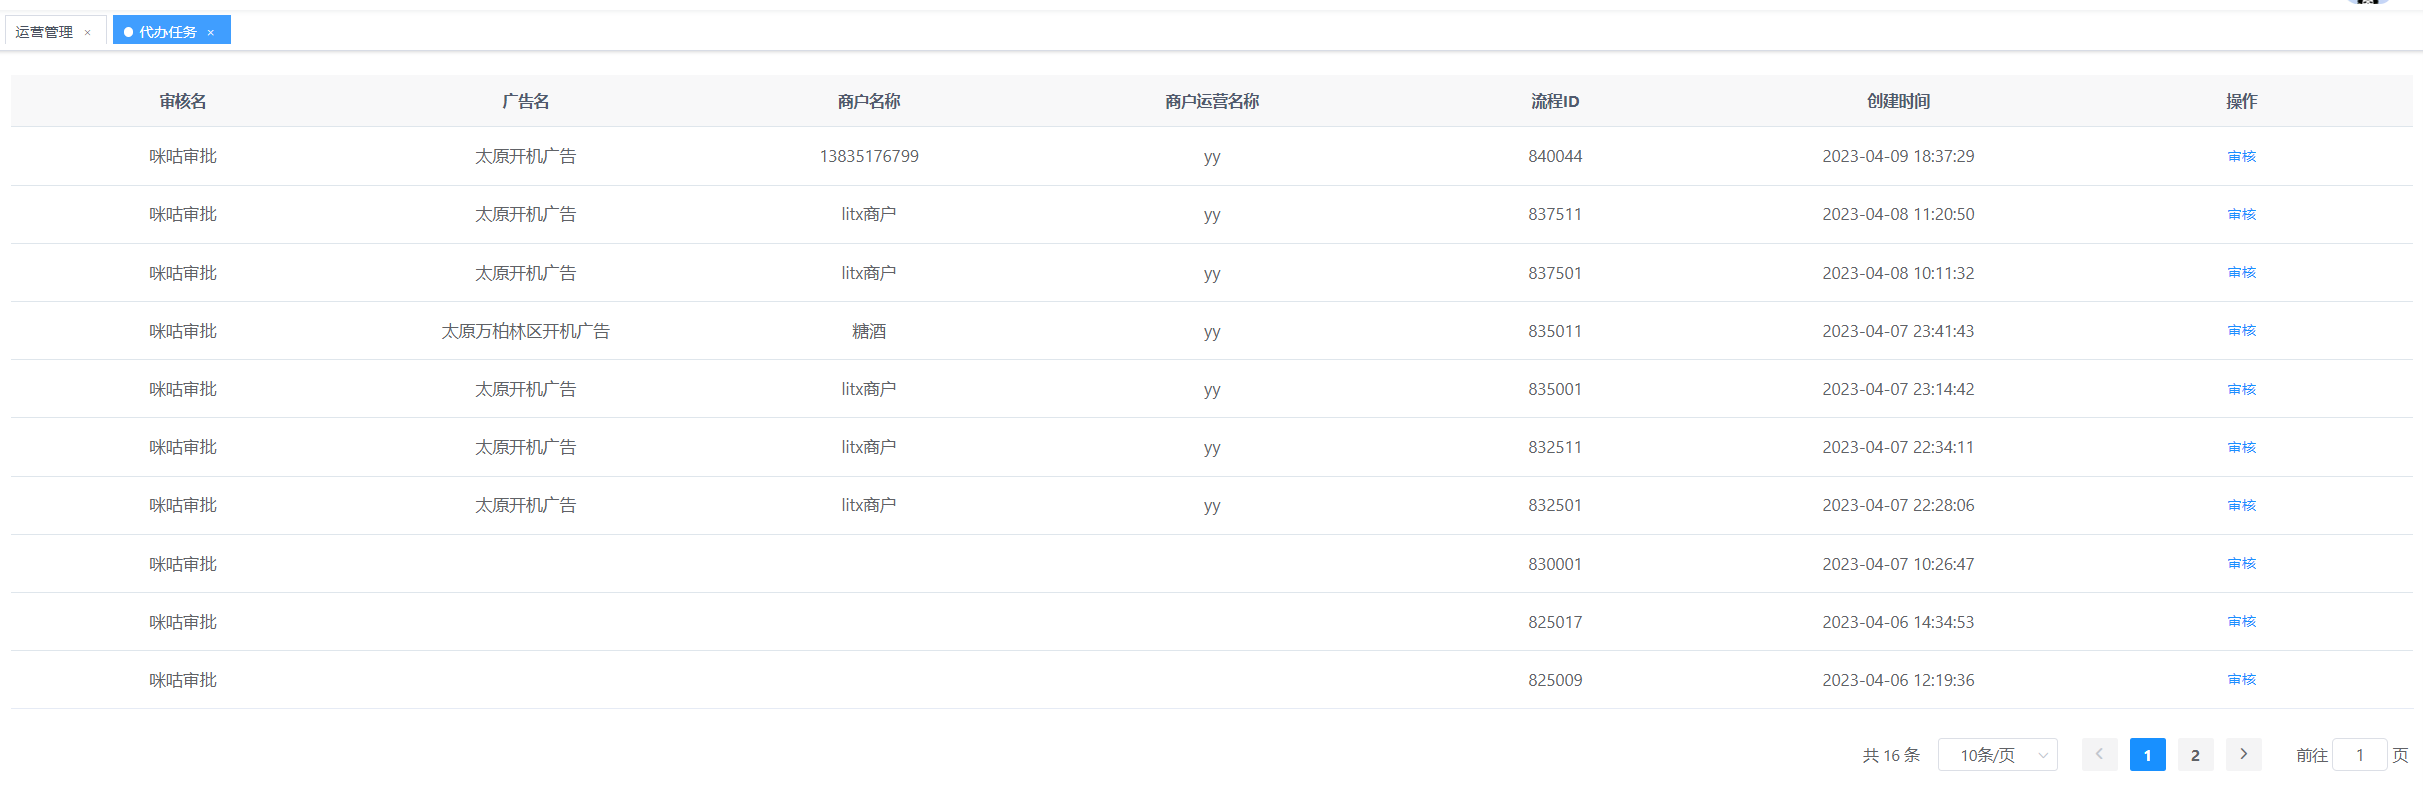 运营管理 × 代办任务 ×
审核名 广告名 商户名称 商户运营名称 流程ID 创建时间 操作
咪咕审批 太原开机广告 13835176799 yy 840044 2023-04-09 18:37:29 审核
咪咕审批 太原开机广告 litx商户 yy 837511 2023-04-08 11:20:50 审核
咪咕审批 太原开机广告 litx商户 yy 837501 2023-04-08 10:11:32 审核
咪咕审批 太原万柏林区开机广告 糖酒 yy 835011 2023-04-07 23:41:43 审核
咪咕审批 太原开机广告 litx商户 yy 835001 2023-04-07 23:14:42 审核
咪咕审批 太原开机广告 litx商户 yy 832511 2023-04-07 22:34:11 审核
咪咕审批 太原开机广告 litx商户 yy 832501 2023-04-07 22:28:06 审核
咪咕审批 830001 2023-04-07 10:26:47 审核
咪咕审批 825017 2023-04-06 14:34:53 审核
咪咕审批 825009 2023-04-06 12:19:36 审核
共 16 条 10条/页 1 2 前往 1 页